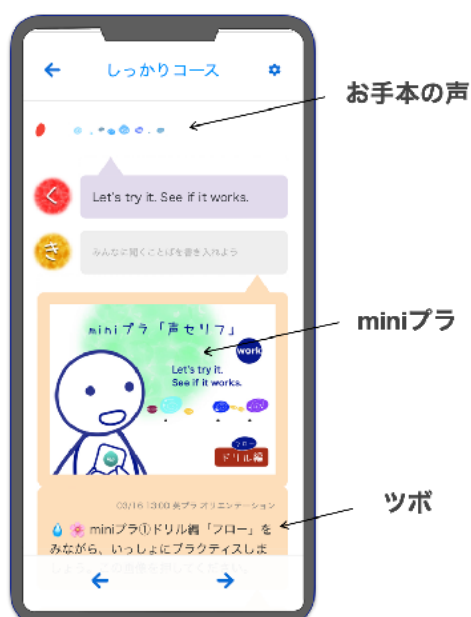 しっかりコース
お手本の声
く
Let's try it. See if it works.
き
みんなに聞くことばを書き入れよう
miniプラ「声セリフ」
work
Let's try it.
See if it works.
miniプラ
フロー
ドリル編
03/16 13:00 英プラオリエンテーション
ツボ
miniプラ①ドリル編「フロー」を
みながら、いっしょにプラクティスしま